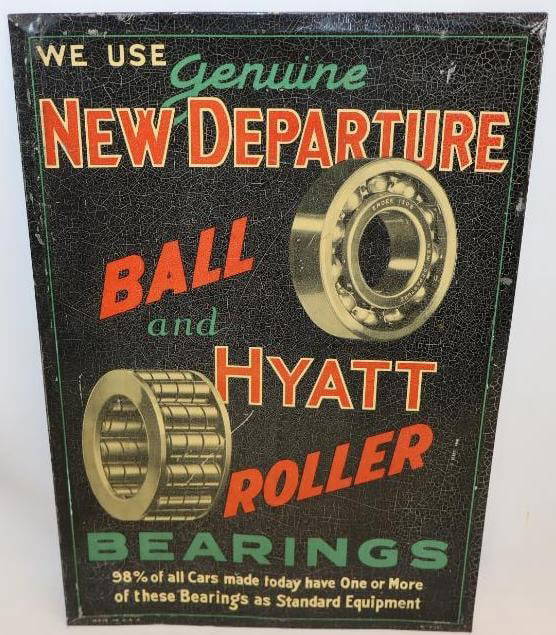 WE USE
Genuine
NEW DEPARTURE
BALL
and
HYATT
ROLLER
BEARINGS
98% of all Cars made today have One or More
of these Bearings as Standard Equipment